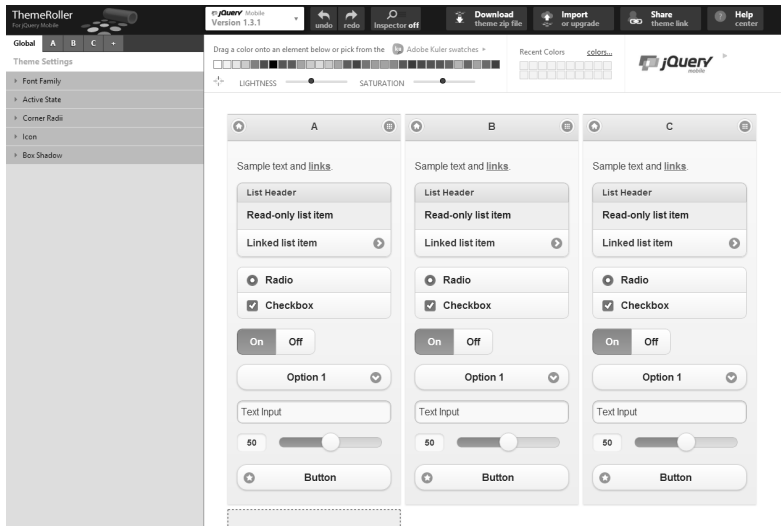 ThemeRoller
For jQuery Mobile
jQuery Mobile
Version 1.3.1
undo
redo
Inspector off
Download
theme zip file
Import
or upgrade
Share
theme link
Help
center
Global A B C +
Theme Settings
Font Family
Active State
Corner Radii
Icon
Box Shadow
Drag a color onto an element below or pick from the ku Adobe Kuler swatches
LIGHTNESS
SATURATION
Recent Colors
colors...
jQuery
mobile
A
Sample text and links.
List Header
Read-only list item
Linked list item
Radio
Checkbox
On Off
Option 1
Text Input
50
Button
B
Sample text and links.
List Header
Read-only list item
Linked list item
Radio
Checkbox
On Off
Option 1
Text Input
50
Button
C
Sample text and links.
List Header
Read-only list item
Linked list item
Radio
Checkbox
On Off
Option 1
Text Input
50
Button